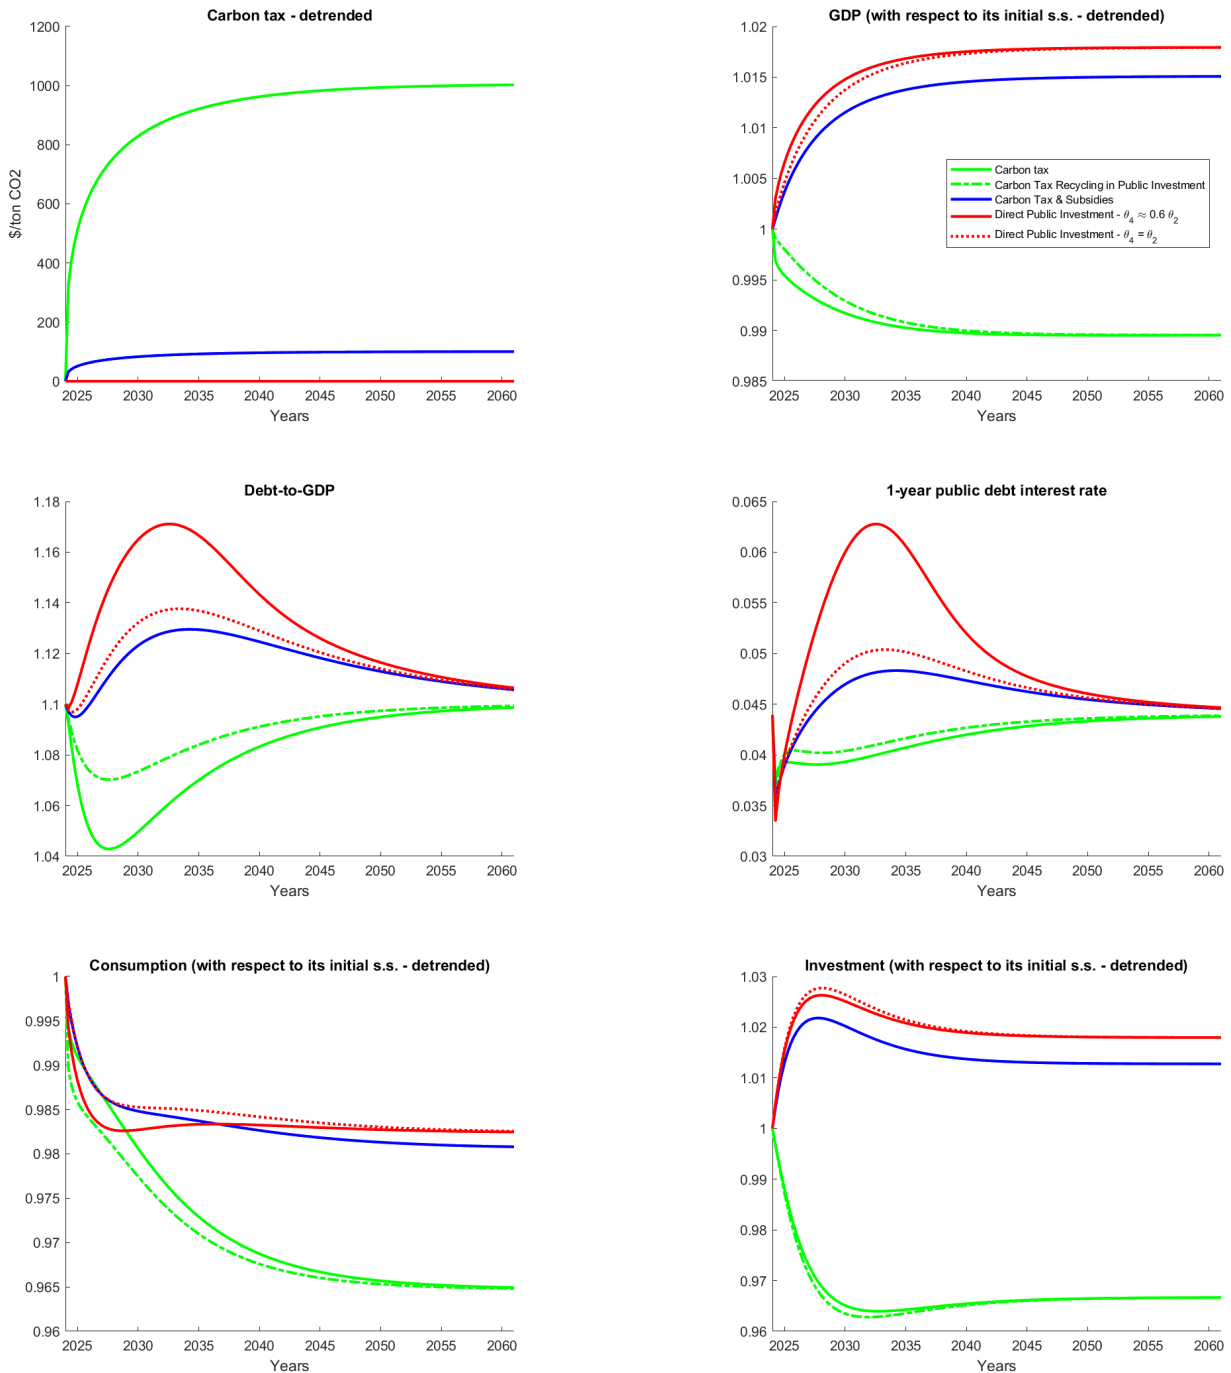 Carbon tax - detrended
1200
1000
800
600
400
200
0
$/ton CO2
2025 2030 2035 2040 2045 2050 2055 2060
Years
GDP (with respect to its initial s.s. - detrended)
1.02
1.015
1.01
1.005
1
0.995
0.99
0.985
Carbon tax
Carbon Tax Recycling in Public Investment
Carbon Tax & Subsidies
Direct Public Investment - θ₄ ≈ 0.6 θ₂
Direct Public Investment - θ₄ = θ₂
2025 2030 2035 2040 2045 2050 2055 2060
Years
Debt-to-GDP
1.18
1.16
1.14
1.12
1.1
1.08
1.06
1.04
2025 2030 2035 2040 2045 2050 2055 2060
Years
1-year public debt interest rate
0.065
0.06
0.055
0.05
0.045
0.04
0.035
0.03
2025 2030 2035 2040 2045 2050 2055 2060
Years
Consumption (with respect to its initial s.s. - detrended)
1
0.995
0.99
0.985
0.98
0.975
0.97
0.965
0.96
2025 2030 2035 2040 2045 2050 2055 2060
Years
Investment (with respect to its initial s.s. - detrended)
1.03
1.02
1.01
1
0.99
0.98
0.97
0.96
2025 2030 2035 2040 2045 2050 2055 2060
Years